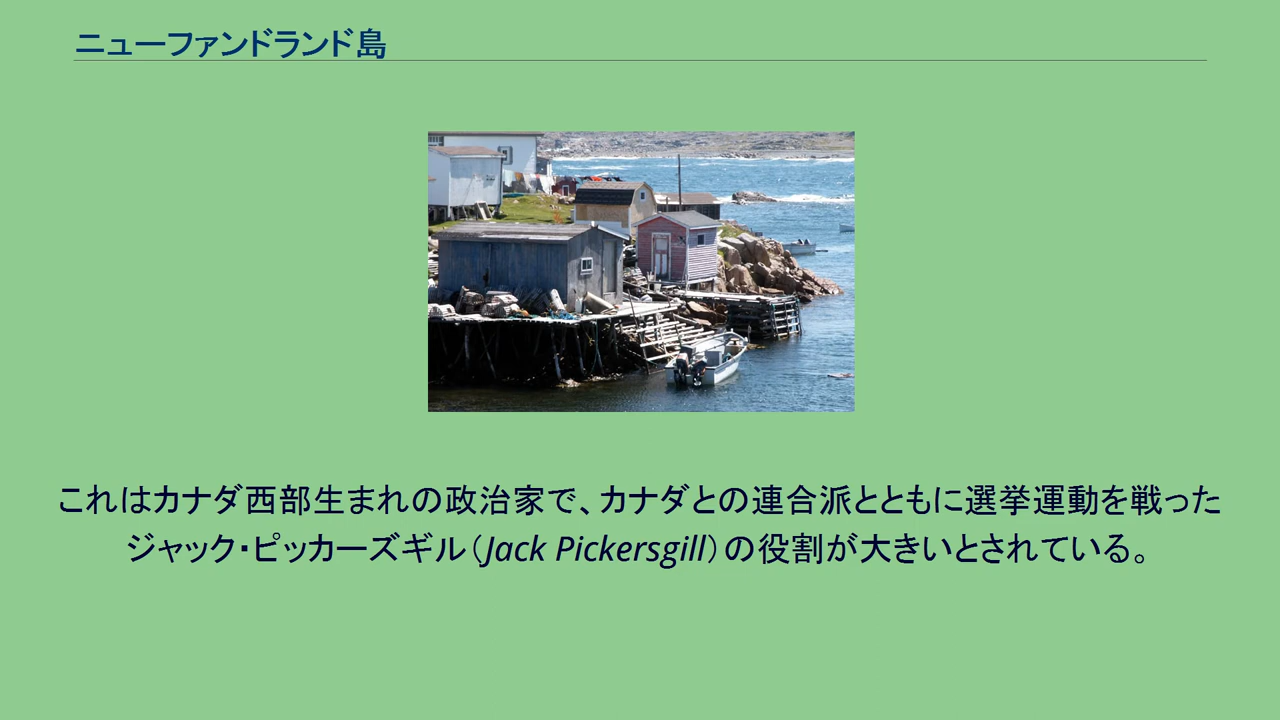 ニューファンドランド島
これはカナダ西部生まれの政治家で、カナダとの連合派とともに選挙運動を戦った
ジャック・ピッカーズギル（Jack Pickersgill）の役割が大きいとされている。